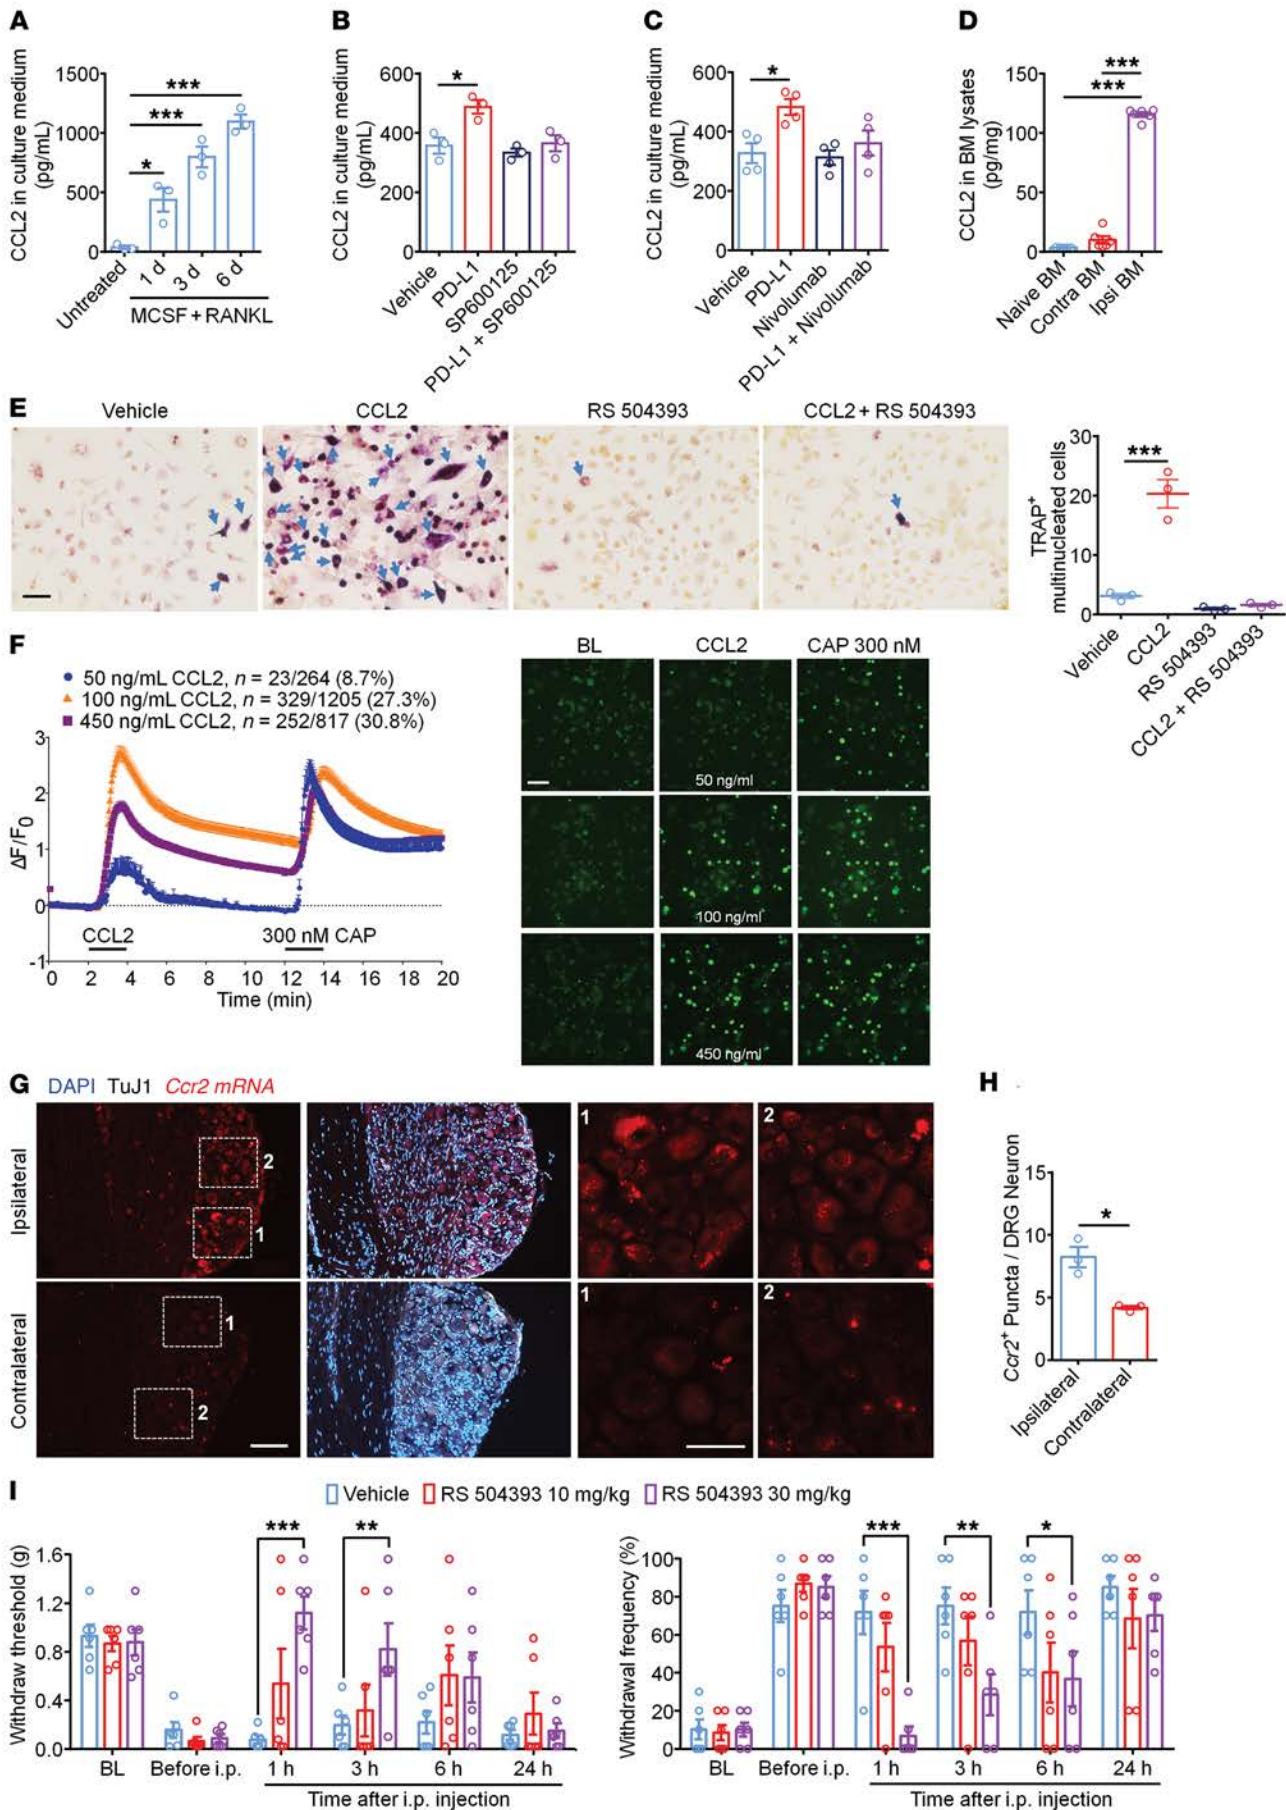 A
CCL2 in culture medium
(pg/mL)
1500
1000
500
0
***
***
*
Untreated
1 d
3 d
6 d
MCSF + RANKL
B
CCL2 in culture medium
(pg/mL)
600
400
200
0
*
Vehicle
PD-L1
SP600125
PD-L1 + SP600125
C
CCL2 in culture medium
(pg/mL)
600
400
200
0
*
Vehicle
PD-L1
Nivolumab
PD-L1 + Nivolumab
D
CCL2 in BM lysates
(pg/mg)
150
100
50
0
***
***
Naive BM
Contra BM
Ipsi BM
E
Vehicle
CCL2
RS 504393
CCL2 + RS 504393
TRAP+
multinucleated cells
30
20
10
0
***
Vehicle
CCL2
RS 504393
CCL2 + RS 504393
F
50 ng/mL CCL2, n = 23/264 (8.7%)
100 ng/mL CCL2, n = 329/1205 (27.3%)
450 ng/mL CCL2, n = 252/817 (30.8%)
ΔF/F0
3
2
1
0
-1
CCL2
300 nM CAP
0 2 4 6 8 10 12 14 16 18 20
Time (min)
BL
CCL2
CAP 300 nM
50 ng/ml
100 ng/ml
450 ng/ml
G
DAPI TuJ1 Ccr2 mRNA
Ipsilateral
2
1
1
2
Contralateral
1
2
1
2
H
Ccr2+ Puncta / DRG Neuron
15
10
5
0
*
Ipsilateral
Contralateral
I
Vehicle RS 504393 10 mg/kg RS 504393 30 mg/kg
Withdraw threshold (g)
1.6
1.2
0.8
0.4
0.0
***
**
BL Before i.p. 1 h 3 h 6 h 24 h
Time after i.p. injection
Withdrawal frequency (%)
100
80
60
40
20
0
***
**
*
BL Before i.p. 1 h 3 h 6 h 24 h
Time after i.p. injection